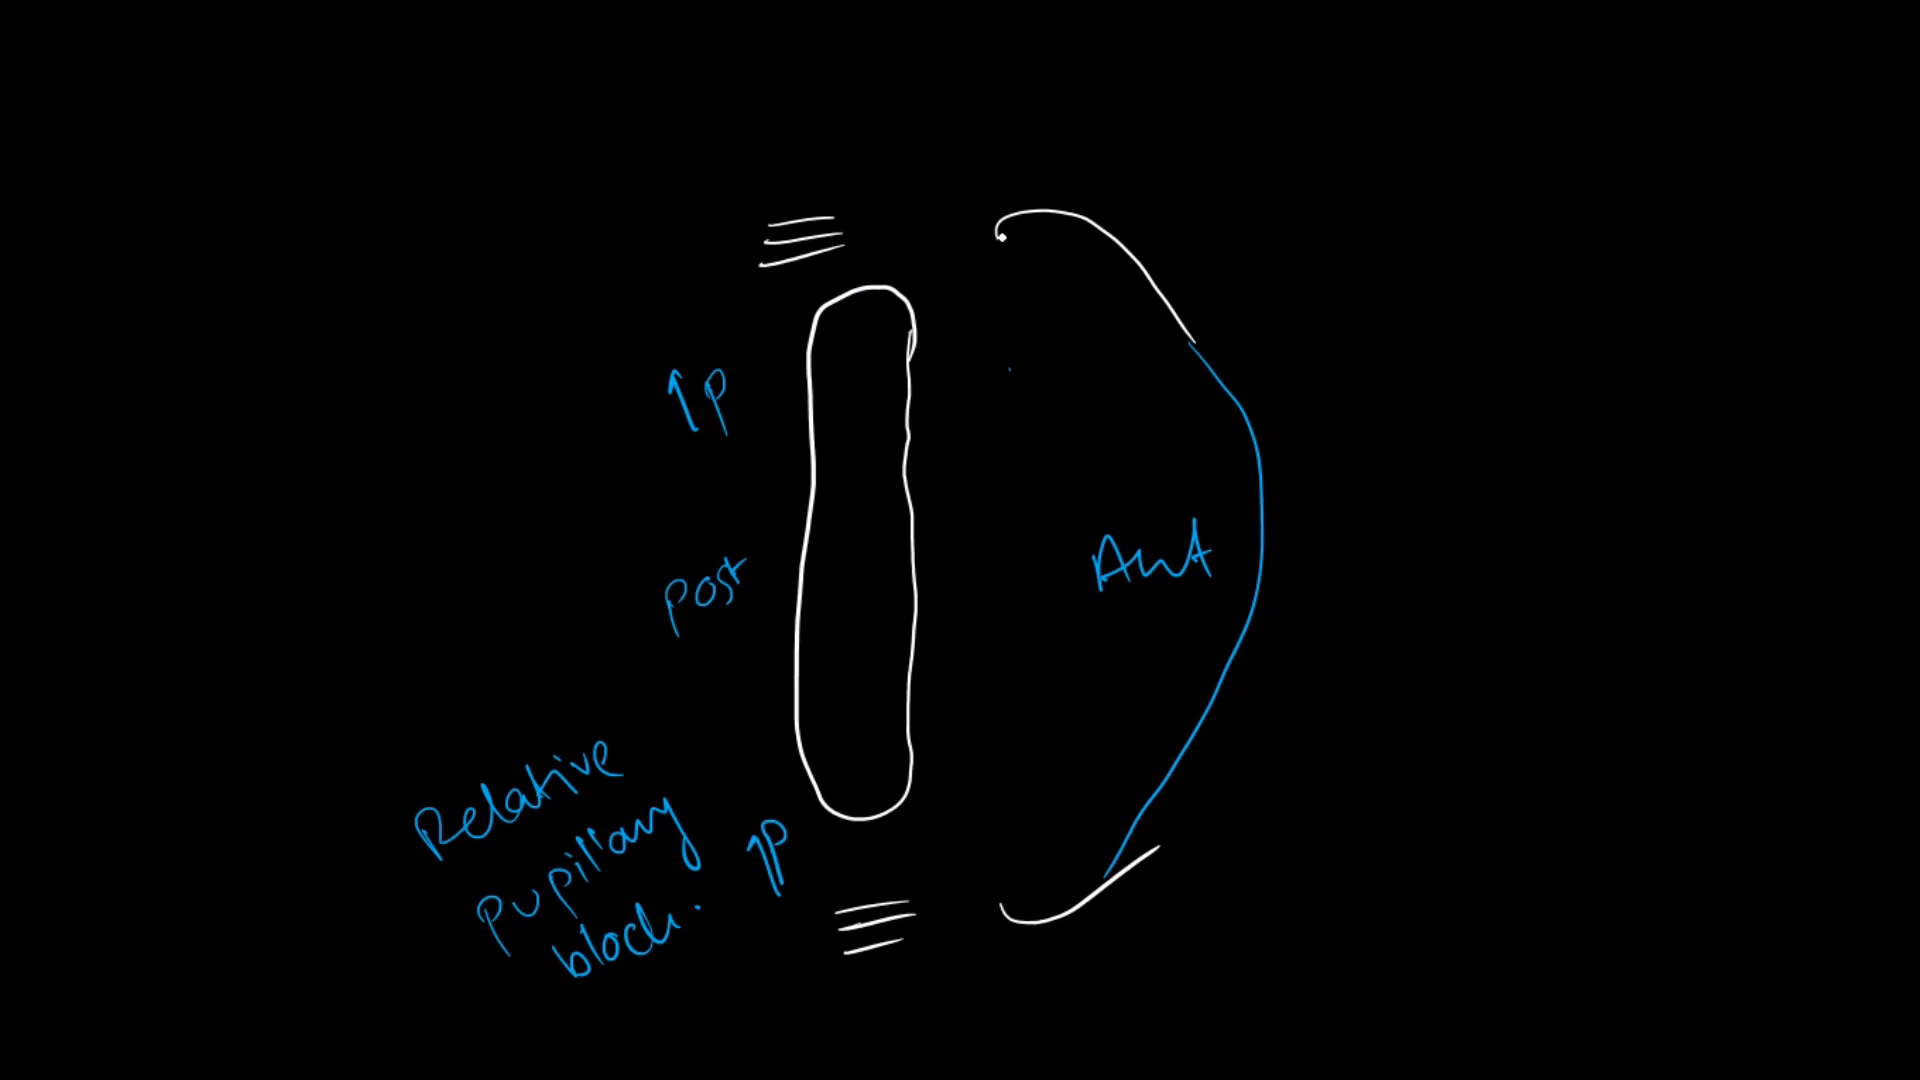 ↑P
post
Ant
Relative
pupillary
block.
↑P